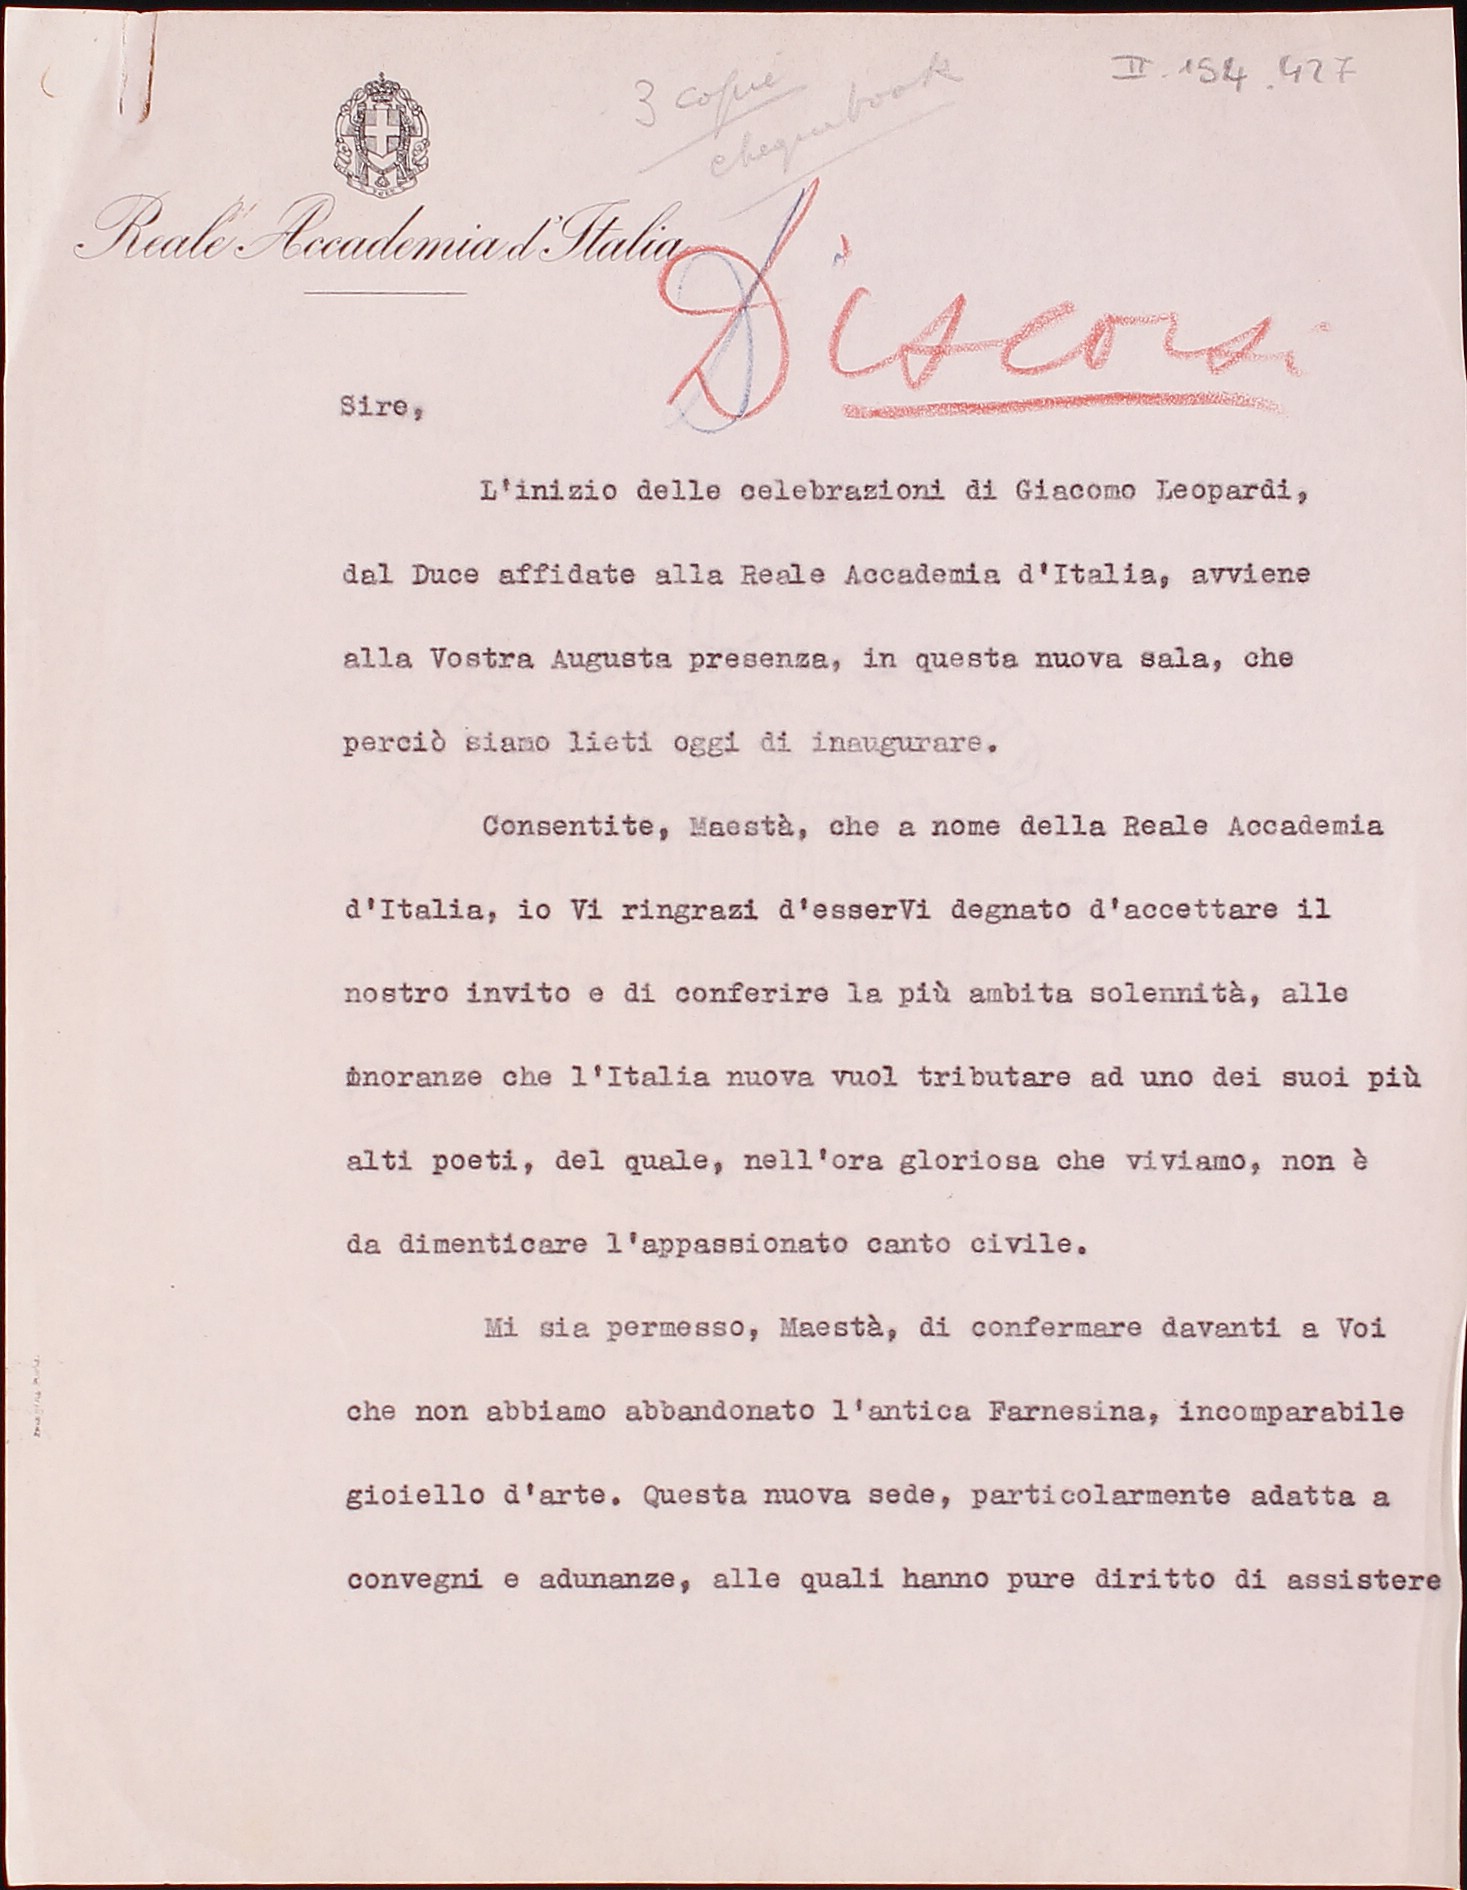 II. 194. 427
3 copie
chequebook
Reale Accademia d'Italia
Discorsi
Sire,
L'inizio delle celebrazioni di Giacomo Leopardi,
dal Duce affidate alla Reale Accademia d'Italia, avviene
alla Vostra Augusta presenza, in questa nuova sala, che
perciò siamo lieti oggi di inaugurare.
Consentite, Maestà, che a nome della Reale Accademia
d'Italia, io Vi ringrazi d'esserVi degnato d'accettare il
nostro invito e di conferire la più ambita solennità, alle
onoranze che l'Italia nuova vuol tributare ad uno dei suoi più
alti poeti, del quale, nell'ora gloriosa che viviamo, non è
da dimenticare l'appassionato canto civile.
Mi sia permesso, Maestà, di confermare davanti a Voi
che non abbiamo abbandonato l'antica Farnesina, incomparabile
gioiello d'arte. Questa nuova sede, particolarmente adatta a
convegni e adunanze, alle quali hanno pure diritto di assistere